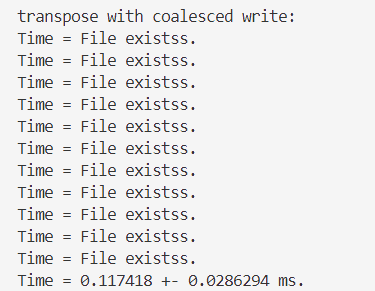 transpose with coalesced write:
Time = File existss.
Time = File existss.
Time = File existss.
Time = File existss.
Time = File existss.
Time = File existss.
Time = File existss.
Time = File existss.
Time = File existss.
Time = File existss.
Time = File existss.
Time = 0.117418 +- 0.0286294 ms.